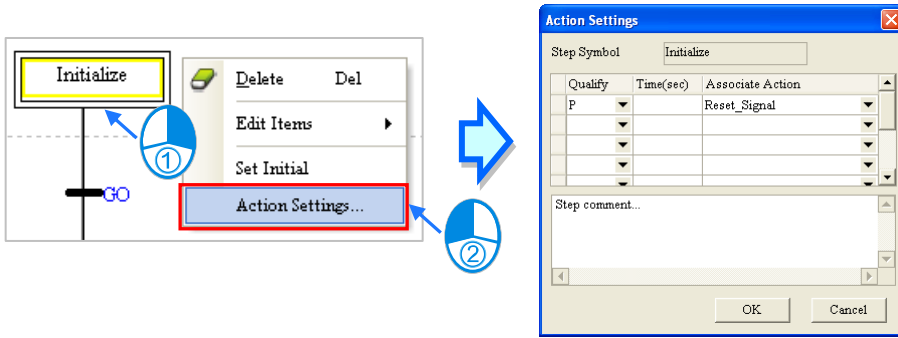 Initialize
GO
Delete Del
Edit Items
Set Initial
Action Settings...
1
2
Action Settings
Step Symbol Initialize
Qualify Time(sec) Associate Action
P Reset_Signal
Step comment...
OK Cancel